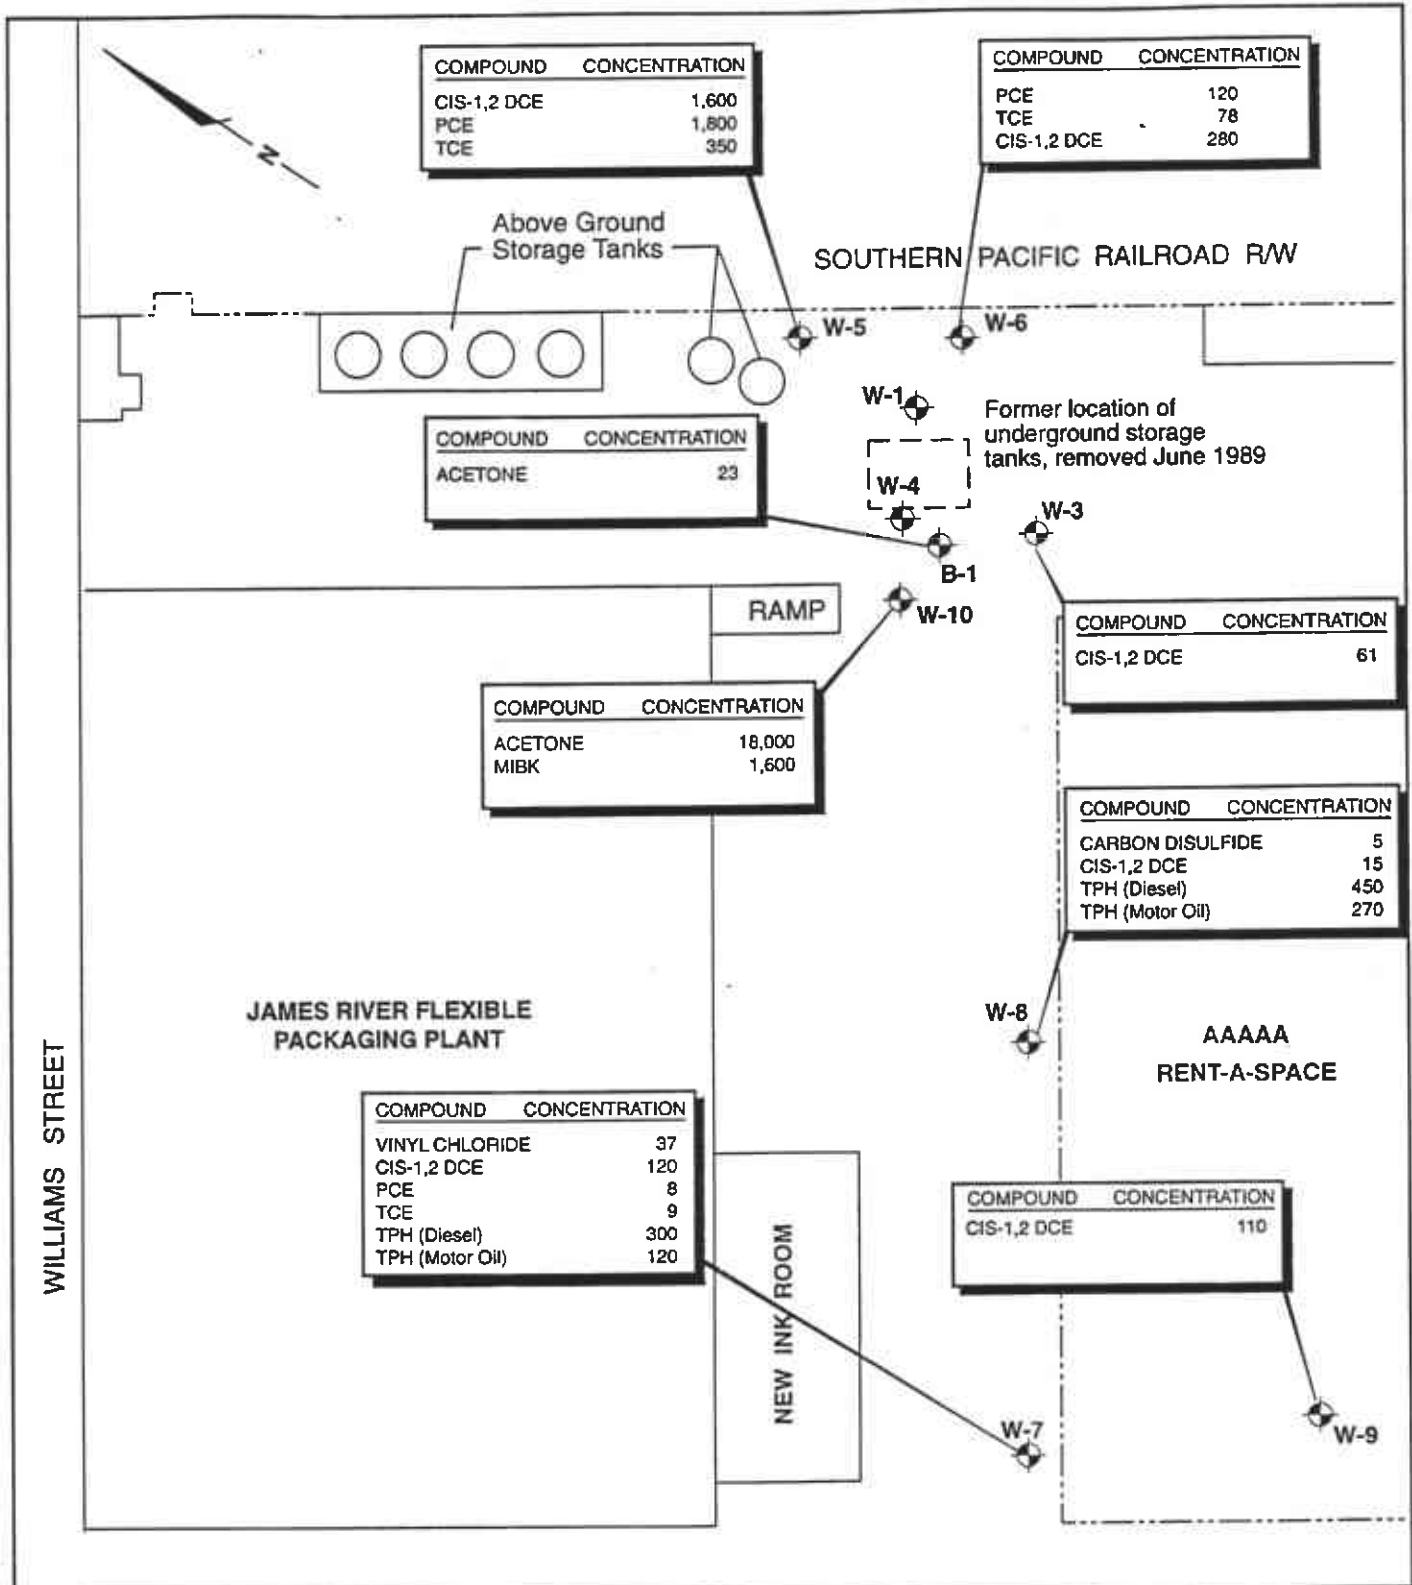 COMPOUND CONCENTRATION
CIS-1,2 DCE 1,600
PCE 1,800
TCE 350
COMPOUND CONCENTRATION
PCE 120
TCE 78
CIS-1,2 DCE 280
N
Above Ground
Storage Tanks
SOUTHERN PACIFIC RAILROAD R/W
W-5
W-6
W-1
Former location of
underground storage
tanks, removed June 1989
COMPOUND CONCENTRATION
ACETONE 23
W-4
W-3
B-1
W-10
RAMP
COMPOUND CONCENTRATION
CIS-1,2 DCE 61
COMPOUND CONCENTRATION
ACETONE 18,000
MIBK 1,600
COMPOUND CONCENTRATION
CARBON DISULFIDE 5
CIS-1,2 DCE 15
TPH (Diesel) 450
TPH (Motor Oil) 270
JAMES RIVER FLEXIBLE
PACKAGING PLANT
W-8
AAAAA
RENT-A-SPACE
WILLIAMS STREET
COMPOUND CONCENTRATION
VINYL CHLORIDE 37
CIS-1,2 DCE 120
PCE 8
TCE 9
TPH (Diesel) 300
TPH (Motor Oil) 120
NEW INK ROOM
COMPOUND CONCENTRATION
CIS-1,2 DCE 110
W-7
W-9